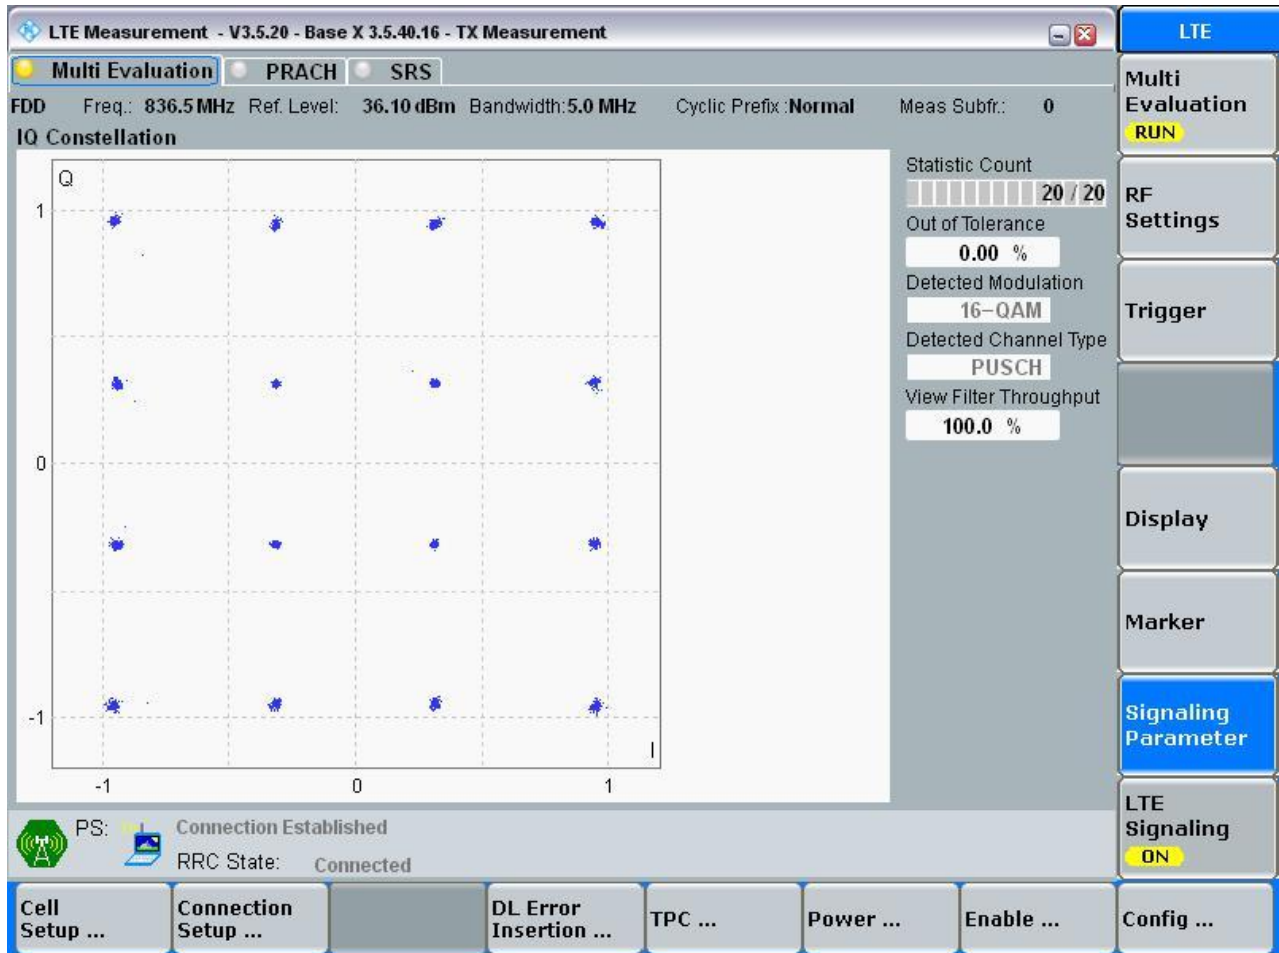 LTE Measurement - V3.5.20 - Base X 3.5.40.16 - TX Measurement
LTE
Multi Evaluation PRACH SRS
FDD Freq.: 836.5 MHz Ref. Level: 36.10 dBm Bandwidth:5.0 MHz Cyclic Prefix :Normal Meas Subfr.: 0
IQ Constellation
Q
1
0
-1
-1 0 1
I
Statistic Count
20 / 20
Out of Tolerance
0.00 %
Detected Modulation
16-QAM
Detected Channel Type
PUSCH
View Filter Throughput
100.0 %
Multi
Evaluation
RUN
RF
Settings
Trigger
Display
Marker
Signaling
Parameter
LTE
Signaling
ON
PS: Connection Established
RRC State: Connected
Cell
Setup ...
Connection
Setup ...
DL Error
Insertion ...
TPC ...
Power ...
Enable ...
Config ...